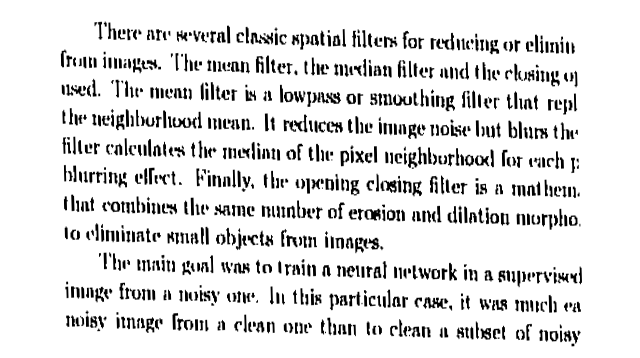 There are several classic spatial filters for reducing or elimin
from images. The mean filter, the median filter and the closing op
used. The mean filter is a lowpass or smoothing filter that repl
the neighborhood mean. It reduces the image noise but blurs the
filter calculates the median of the pixel neighborhood for each p
blurring effect. Finally, the opening closing filter is a mathem
that combines the same number of erosion and dilation morpho
to eliminate small objects from images.
The main goal was to train a neural network in a supervised
image from a noisy one. In this particular case, it was much ea
noisy image from a clean one than to clean a subset of noisy